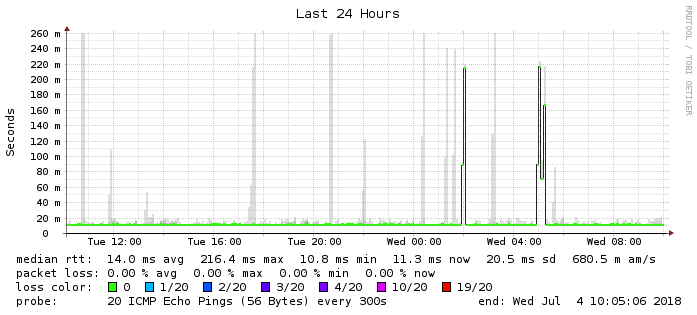 Last 24 Hours
RRDTOOL / TOBI OETIKER
Seconds
260 m
240 m
220 m
200 m
180 m
160 m
140 m
120 m
100 m
80 m
60 m
40 m
20 m
0
Tue 12:00 Tue 16:00 Tue 20:00 Wed 00:00 Wed 04:00 Wed 08:00
median rtt: 14.0 ms avg 216.4 ms max 10.8 ms min 11.3 ms now 20.5 ms sd 680.5 m am/s
packet loss: 0.00 % avg 0.00 % max 0.00 % min 0.00 % now
loss color: 0 1/20 2/20 3/20 4/20 10/20 19/20
probe: 20 ICMP Echo Pings (56 Bytes) every 300s end: Wed Jul 4 10:05:06 2018